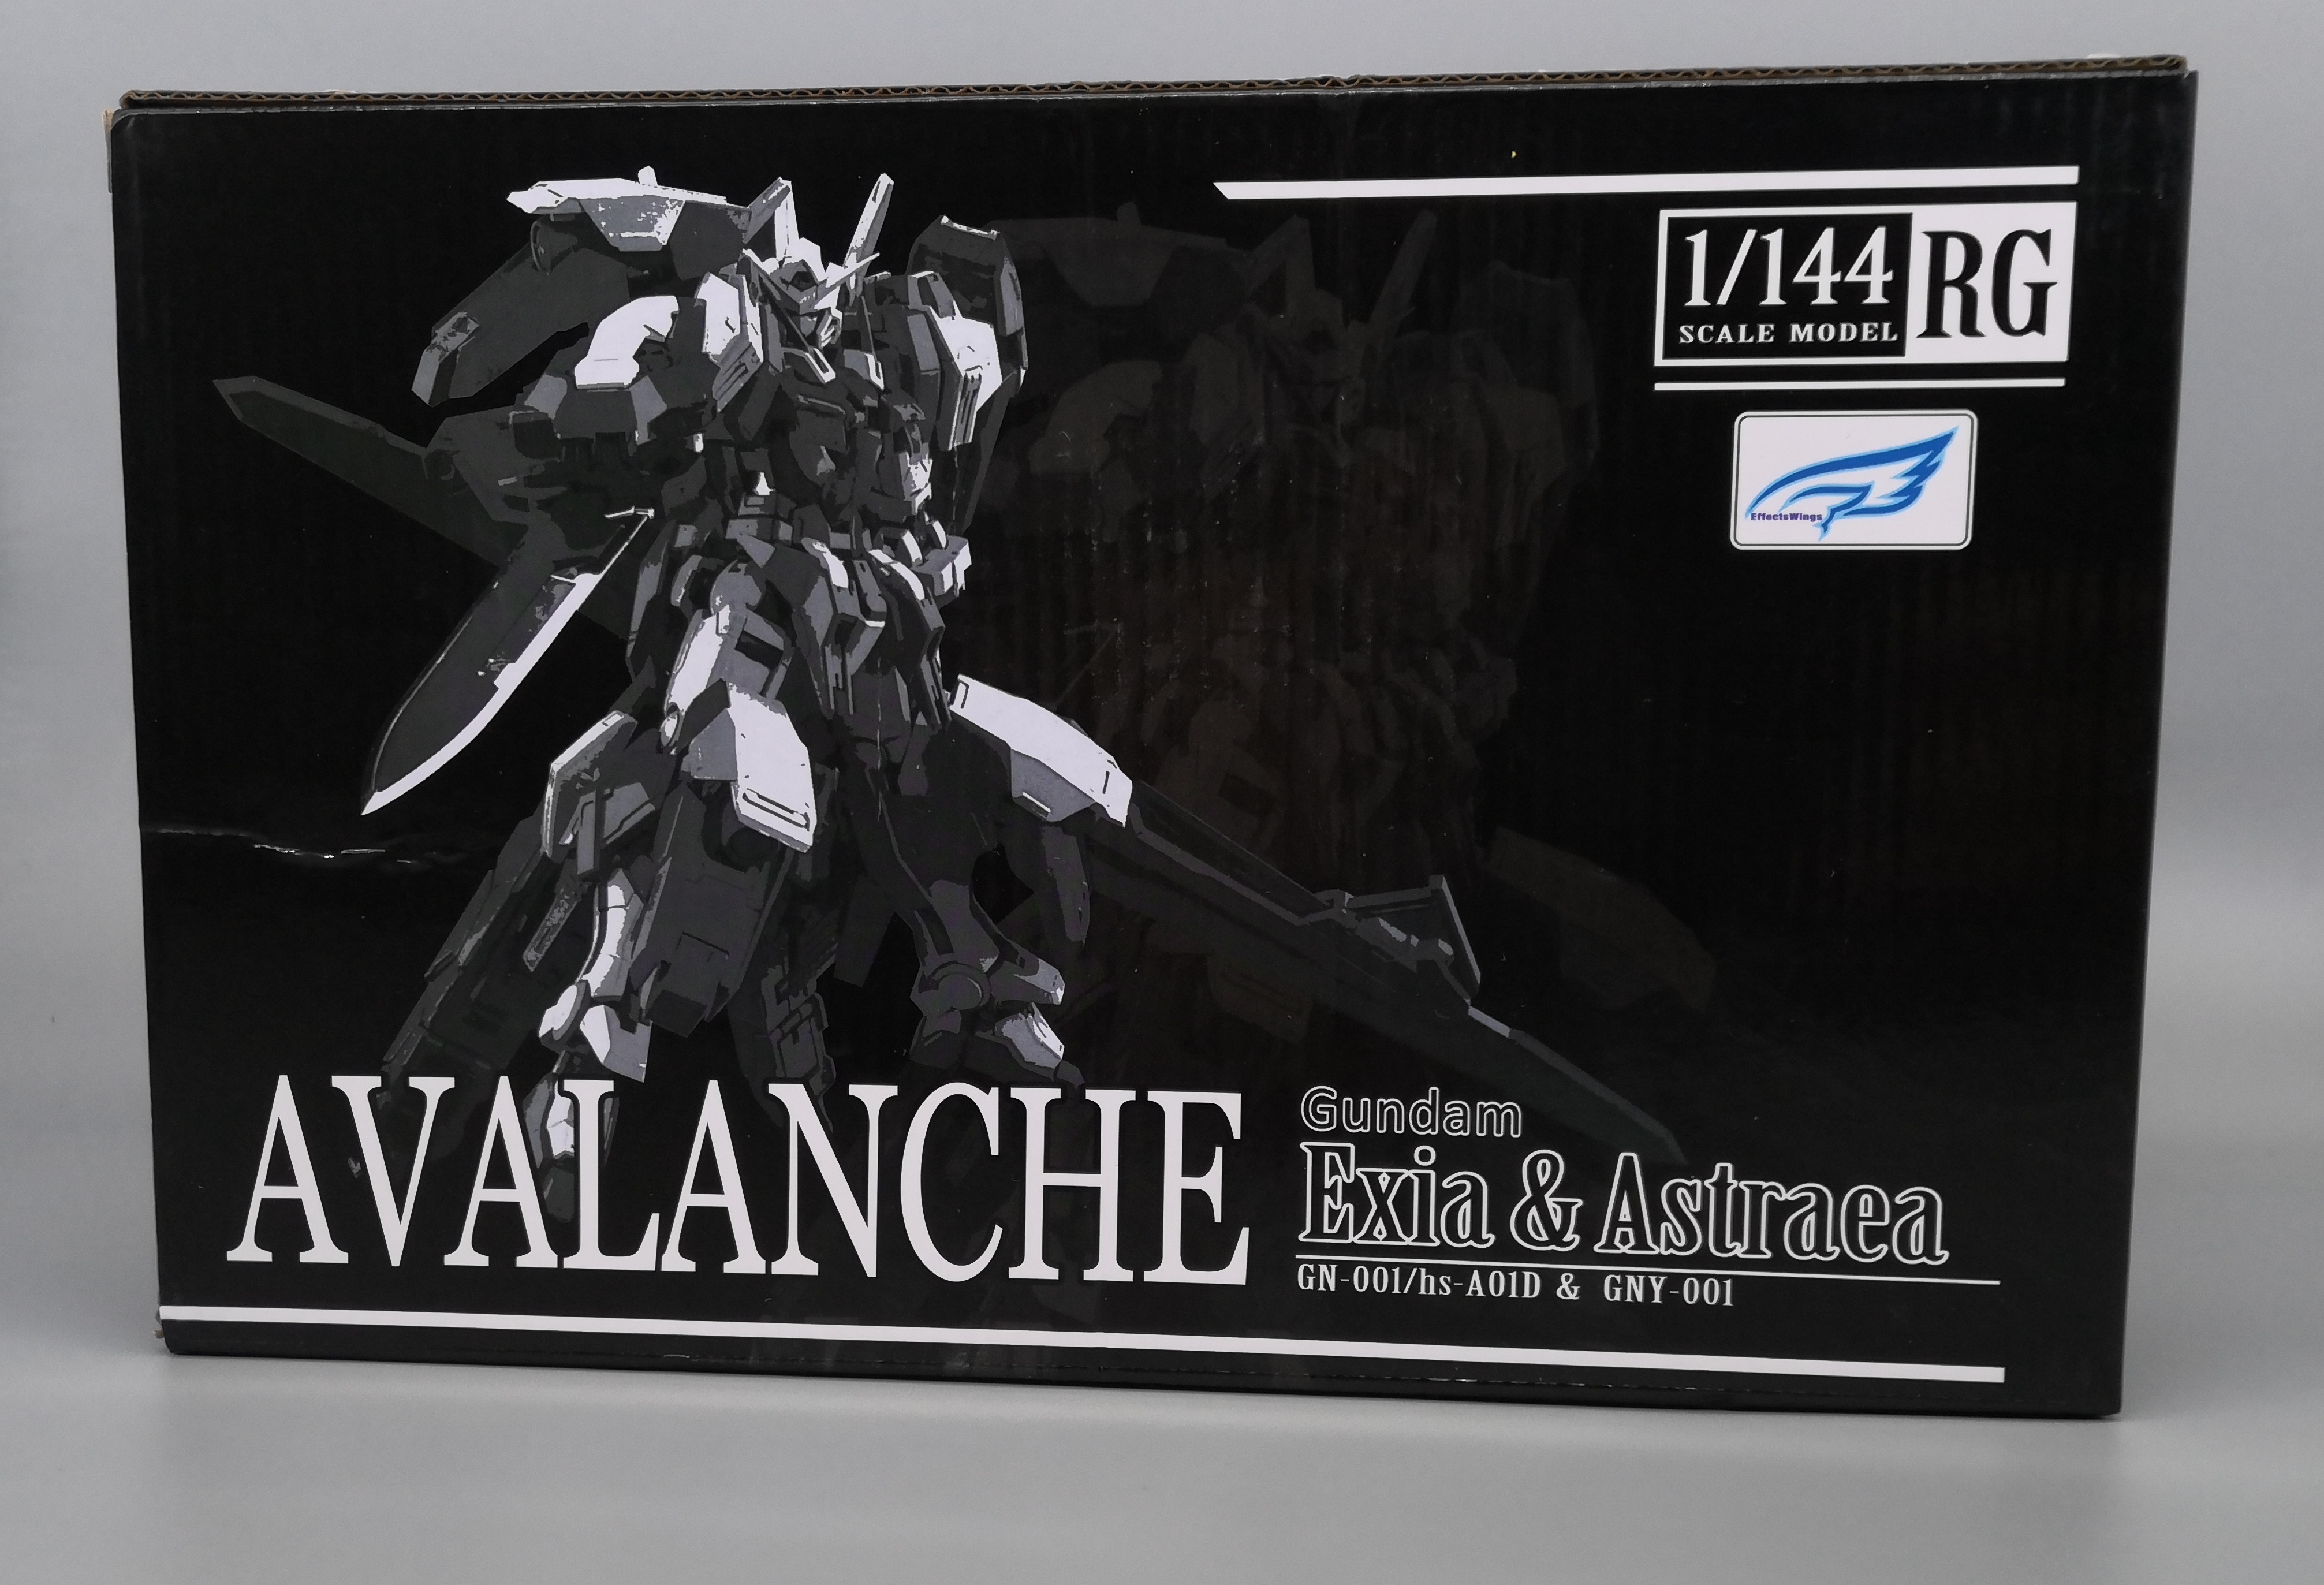 1/144
SCALE MODEL
RG
EffectsWings
AVALANCHE
Gundam
Exia & Astraea
GN-001/hs-A01D & GNY-001